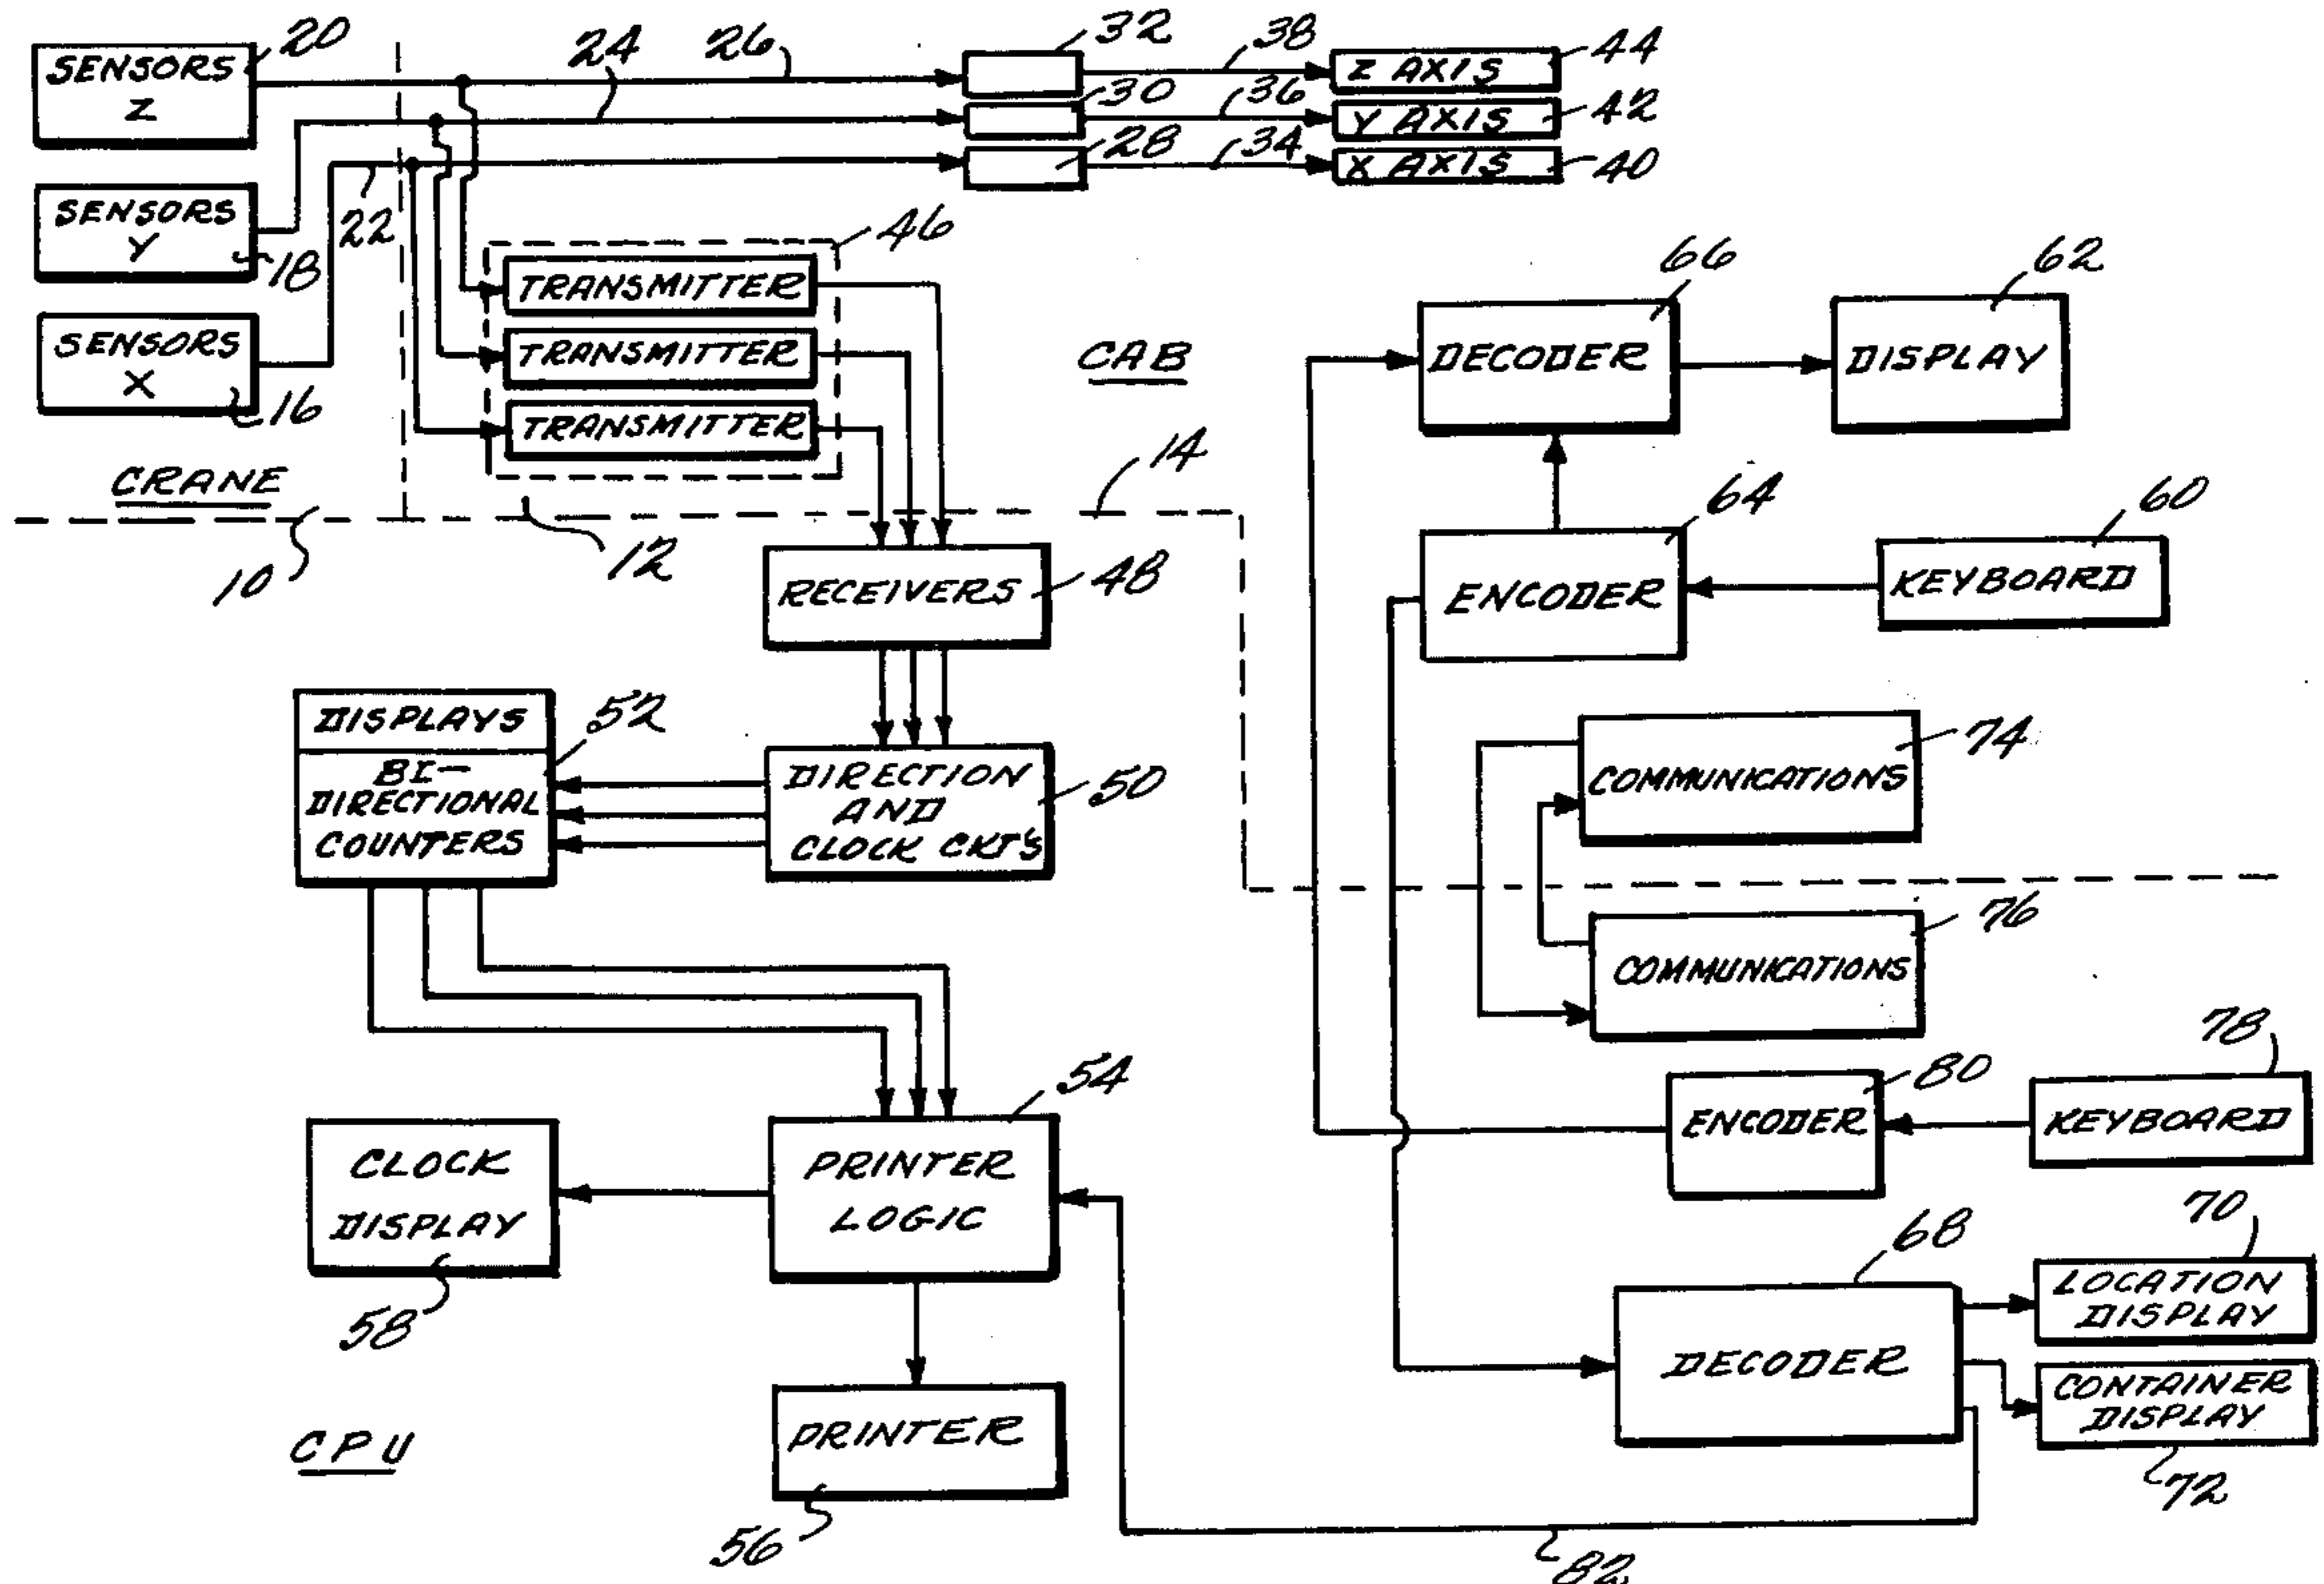 20
SENSORS
Z
24
26
32
38
Z AXIS
44
30
36
Y AXIS
42
28
34
X AXIS
40
SENSORS
Y
18
22
SENSORS
X
16
46
TRANSMITTER
TRANSMITTER
TRANSMITTER
CAB
66
62
DECODER
DISPLAY
CRANE
14
10
12
64
60
RECEIVERS
48
ENCODER
KEYBOARD
DISPLAYS
52
BI-
DIRECTIONAL
COUNTERS
DIRECTION
AND
CLOCK CKT'S
50
74
COMMUNICATIONS
76
COMMUNICATIONS
78
80
ENCODER
KEYBOARD
54
CLOCK
DISPLAY
58
PRINTER
LOGIC
70
68
LOCATION
DISPLAY
DECODER
CONTAINER
DISPLAY
72
CPU
PRINTER
56
82